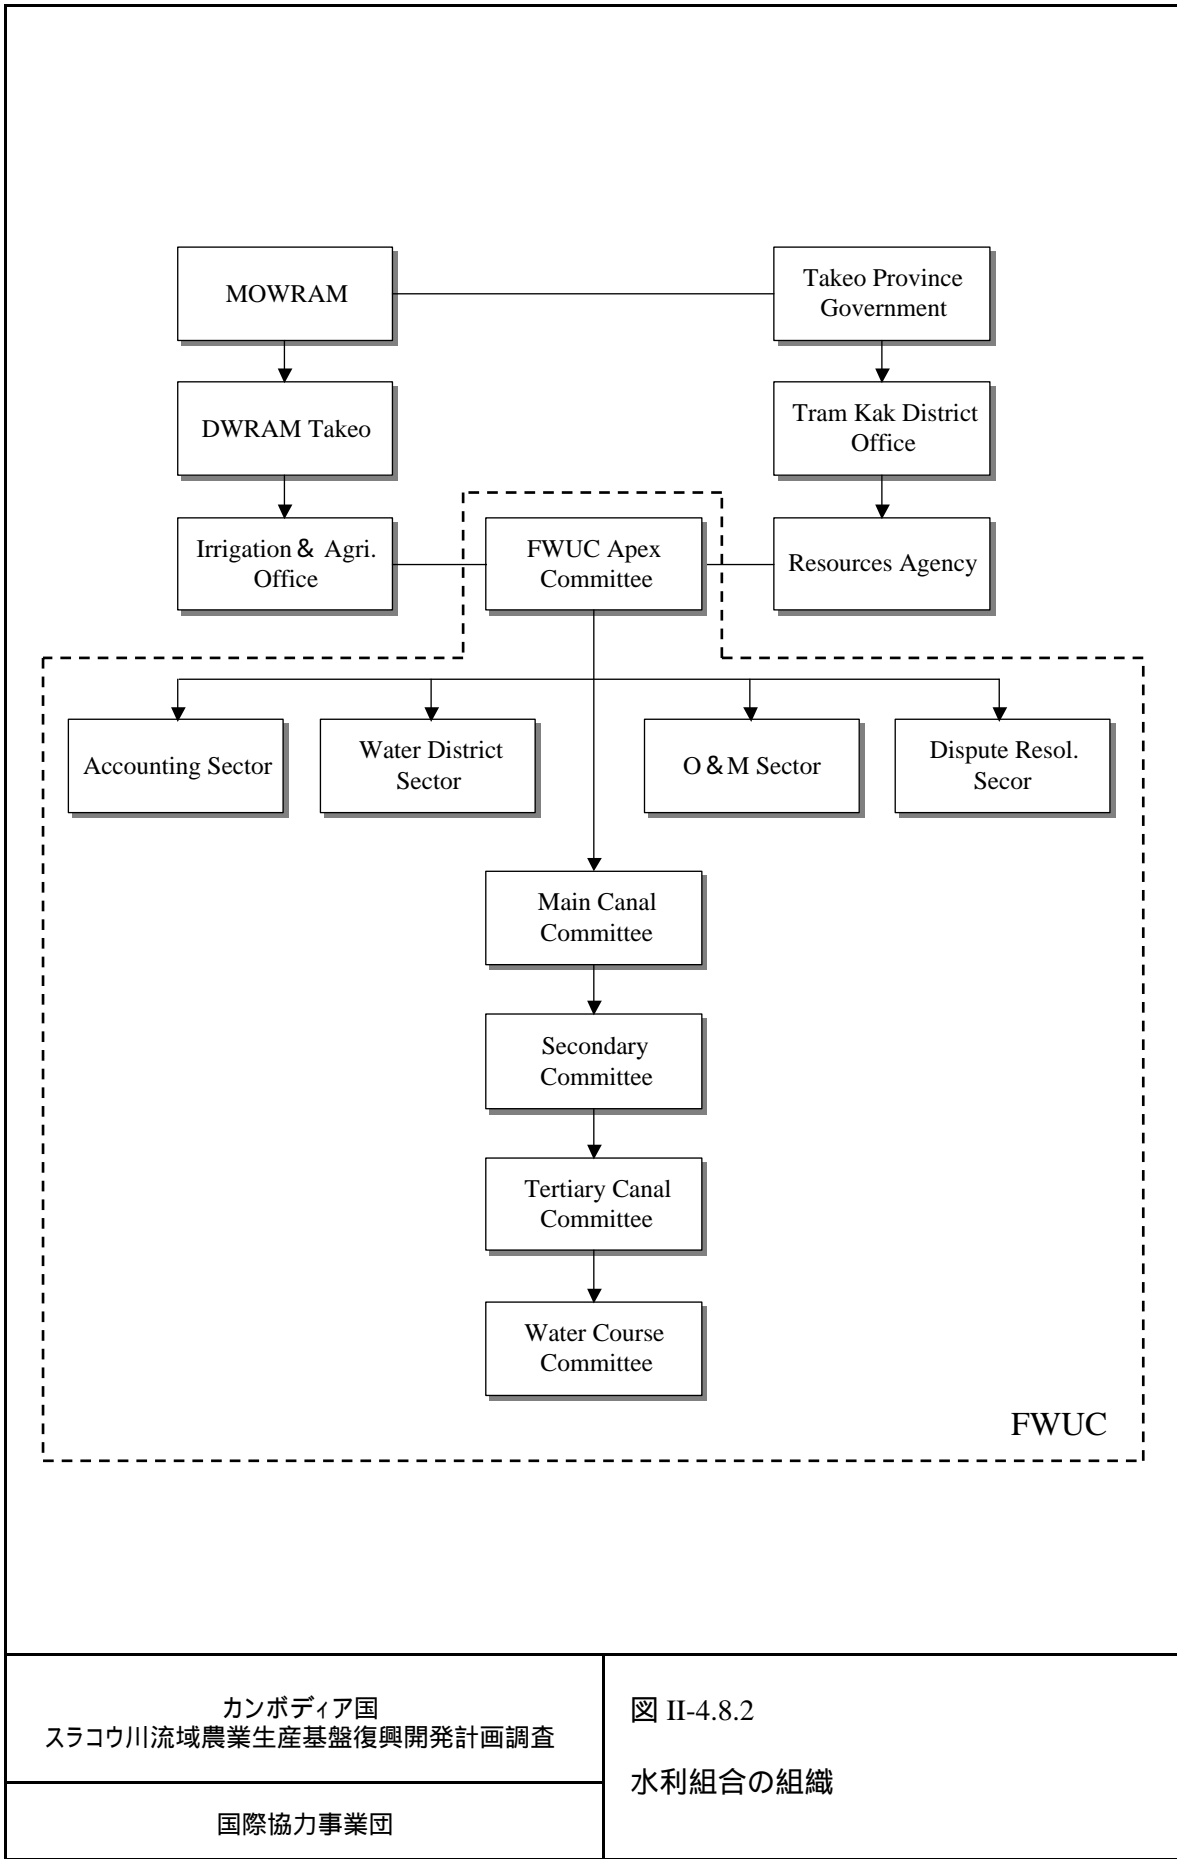 MOWRAM
Takeo Province
Government
DWRAM Takeo
Tram Kak District
Office
Irrigation & Agri.
Office
FWUC Apex
Committee
Resources Agency
Accounting Sector
Water District
Sector
O&M Sector
Dispute Resol.
Secor
Main Canal
Committee
Secondary
Committee
Tertiary Canal
Committee
Water Course
Committee
FWUC
カンボディア国
スラコウ川流域農業生産基盤復興開発計画調査
国際協力事業団
図 II-4.8.2
水利組合の組織